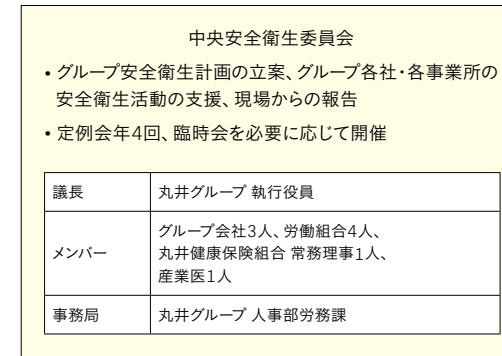 中央安全衛生委員会
• グループ安全衛生計画の立案、グループ各社・各事業所の
安全衛生活動の支援、現場からの報告
• 定例会年4回、臨時会を必要に応じて開催
議長 丸井グループ 執行役員
メンバー グループ会社3人、労働組合4人、
丸井健康保険組合 常務理事1人、
産業医1人
事務局 丸井グループ 人事部労務課